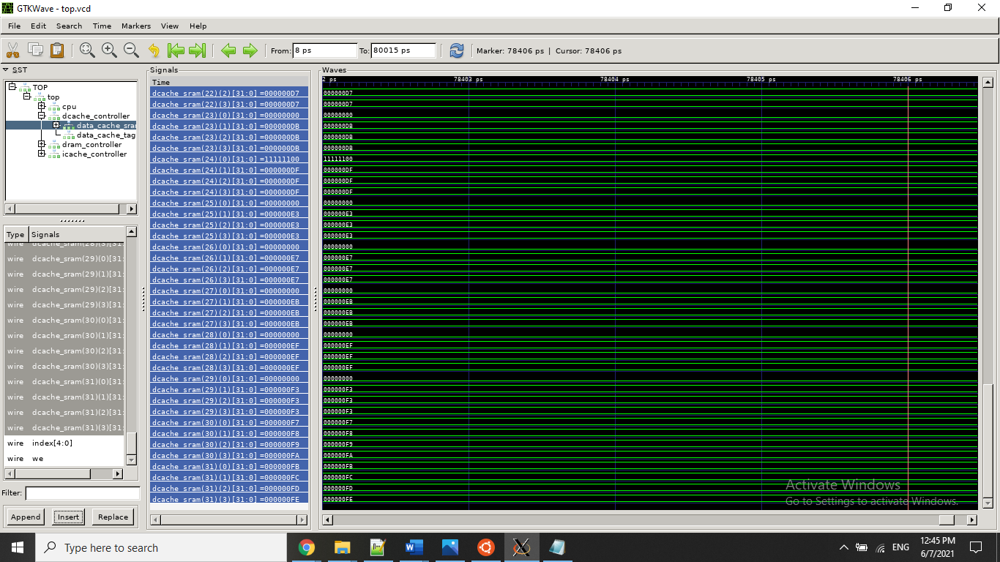 GTKWave - top.vcd
File Edit Search Time Markers View Help
From: 8 ps To: 80015 ps Marker: 78406 ps | Cursor: 78406 ps
SST
TOP
top
cpu
dcache_controller
data_cache_sra
data_cache_tag
dram_controller
icache_controller
Type Signals
wire dcache_sram(28)(3)[31:
wire dcache_sram(29)(0)[31:
wire dcache_sram(29)(1)[31:
wire dcache_sram(29)(2)[31:
wire dcache_sram(29)(3)[31:
wire dcache_sram(30)(0)[31:
wire dcache_sram(30)(1)[31:
wire dcache_sram(30)(2)[31:
wire dcache_sram(30)(3)[31:
wire dcache_sram(31)(0)[31:
wire dcache_sram(31)(1)[31:
wire dcache_sram(31)(2)[31:
wire dcache_sram(31)(3)[31:
wire index[4:0]
wire we
Filter:
Append Insert Replace
Signals
Time
dcache_sram(22)(2)[31:0] =000000D7
dcache_sram(22)(3)[31:0] =000000D7
dcache_sram(23)(0)[31:0] =00000000
dcache_sram(23)(1)[31:0] =000000DB
dcache_sram(23)(2)[31:0] =000000DB
dcache_sram(23)(3)[31:0] =000000DB
dcache_sram(24)(0)[31:0] =11111100
dcache_sram(24)(1)[31:0] =000000DF
dcache_sram(24)(2)[31:0] =000000DF
dcache_sram(24)(3)[31:0] =000000DF
dcache_sram(25)(0)[31:0] =00000000
dcache_sram(25)(1)[31:0] =000000E3
dcache_sram(25)(2)[31:0] =000000E3
dcache_sram(25)(3)[31:0] =000000E3
dcache_sram(26)(0)[31:0] =00000000
dcache_sram(26)(1)[31:0] =000000E7
dcache_sram(26)(2)[31:0] =000000E7
dcache_sram(26)(3)[31:0] =000000E7
dcache_sram(27)(0)[31:0] =00000000
dcache_sram(27)(1)[31:0] =000000EB
dcache_sram(27)(2)[31:0] =000000EB
dcache_sram(27)(3)[31:0] =000000EB
dcache_sram(28)(0)[31:0] =00000000
dcache_sram(28)(1)[31:0] =000000EF
dcache_sram(28)(2)[31:0] =000000EF
dcache_sram(28)(3)[31:0] =000000EF
dcache_sram(29)(0)[31:0] =00000000
dcache_sram(29)(1)[31:0] =000000F3
dcache_sram(29)(2)[31:0] =000000F3
dcache_sram(29)(3)[31:0] =000000F3
dcache_sram(30)(0)[31:0] =000000F7
dcache_sram(30)(1)[31:0] =000000F8
dcache_sram(30)(2)[31:0] =000000F9
dcache_sram(30)(3)[31:0] =000000FA
dcache_sram(31)(0)[31:0] =000000FB
dcache_sram(31)(1)[31:0] =000000FC
dcache_sram(31)(2)[31:0] =000000FD
dcache_sram(31)(3)[31:0] =000000FE
Waves
2 ps 78403 ps 78404 ps 78405 ps 78406 ps
000000D7
000000D7
00000000
000000DB
000000DB
000000DB
11111100
000000DF
000000DF
000000DF
00000000
000000E3
000000E3
000000E3
00000000
000000E7
000000E7
000000E7
00000000
000000EB
000000EB
000000EB
00000000
000000EF
000000EF
000000EF
00000000
000000F3
000000F3
000000F3
000000F7
000000F8
000000F9
000000FA
000000FB
000000FC
000000FD
000000FE
Activate Windows
Go to Settings to activate Windows.
Type here to search
ENG
12:45 PM
6/7/2021